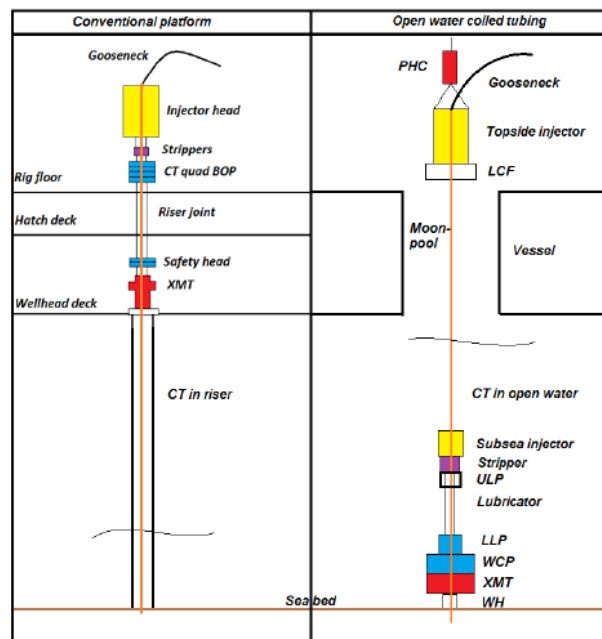 Conventional platform
Open water coiled tubing
Gooseneck
Injector head
Strippers
CT quad BOP
Rig floor
Riser joint
Hatch deck
Safety head
XMT
Wellhead deck
CT in riser
PHC
Gooseneck
Topside injector
LCF
Moon-
pool
Vessel
CT in open water
Subsea injector
Stripper
ULP
Lubricator
LLP
WCP
XMT
Sea bed
WH